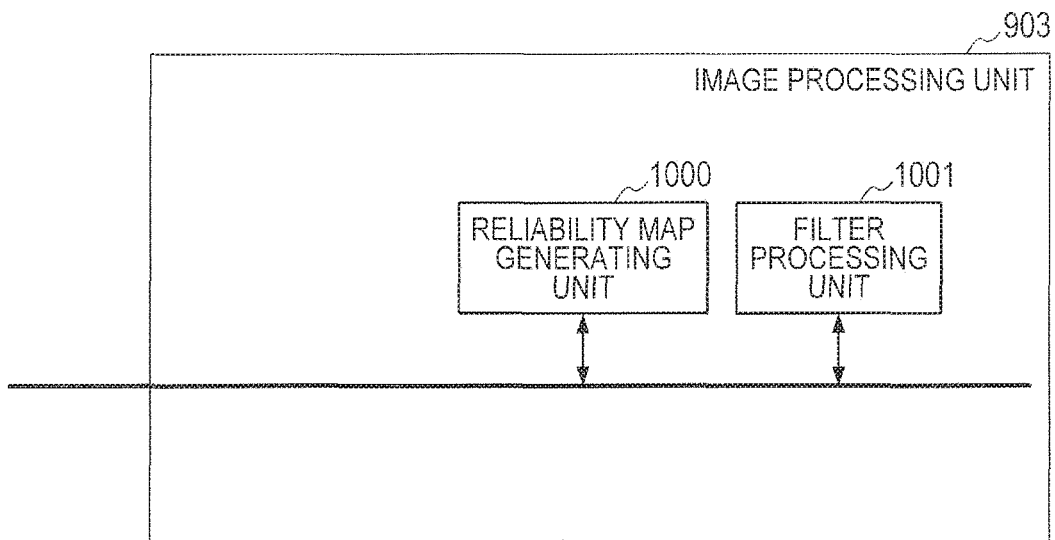 903
IMAGE PROCESSING UNIT
1000
1001
RELIABILITY MAP
GENERATING
UNIT
FILTER
PROCESSING
UNIT